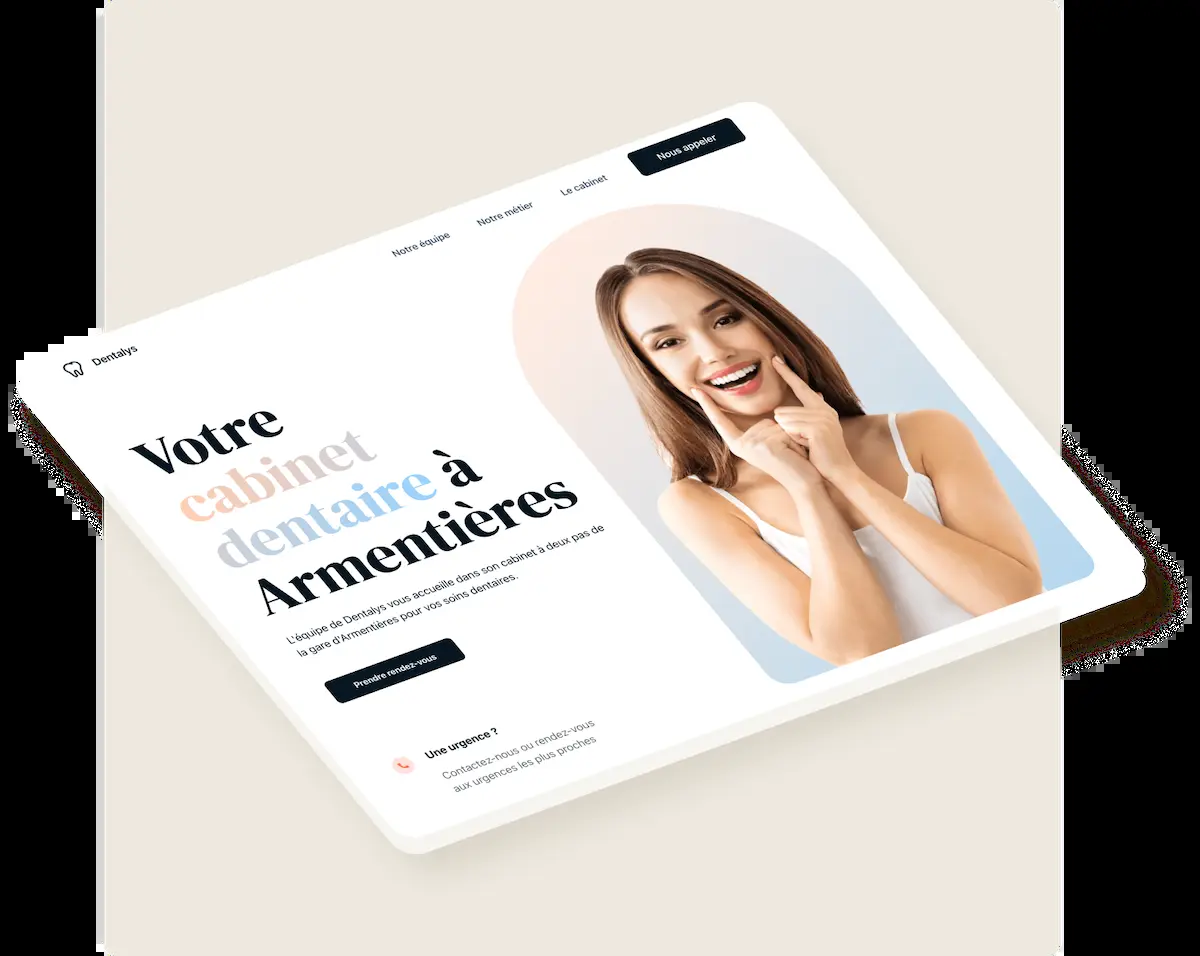 Dentalys
Notre équipe
Notre métier
Le cabinet
Nous appeler
Votre
cabinet
dentaire à
Armentières
L'équipe de Dentalys vous accueille dans son cabinet à deux pas de
la gare d'Armentières pour vos soins dentaires.
Prendre rendez-vous
Une urgence ?
Contactez-nous ou rendez-vous
aux urgences les plus proches